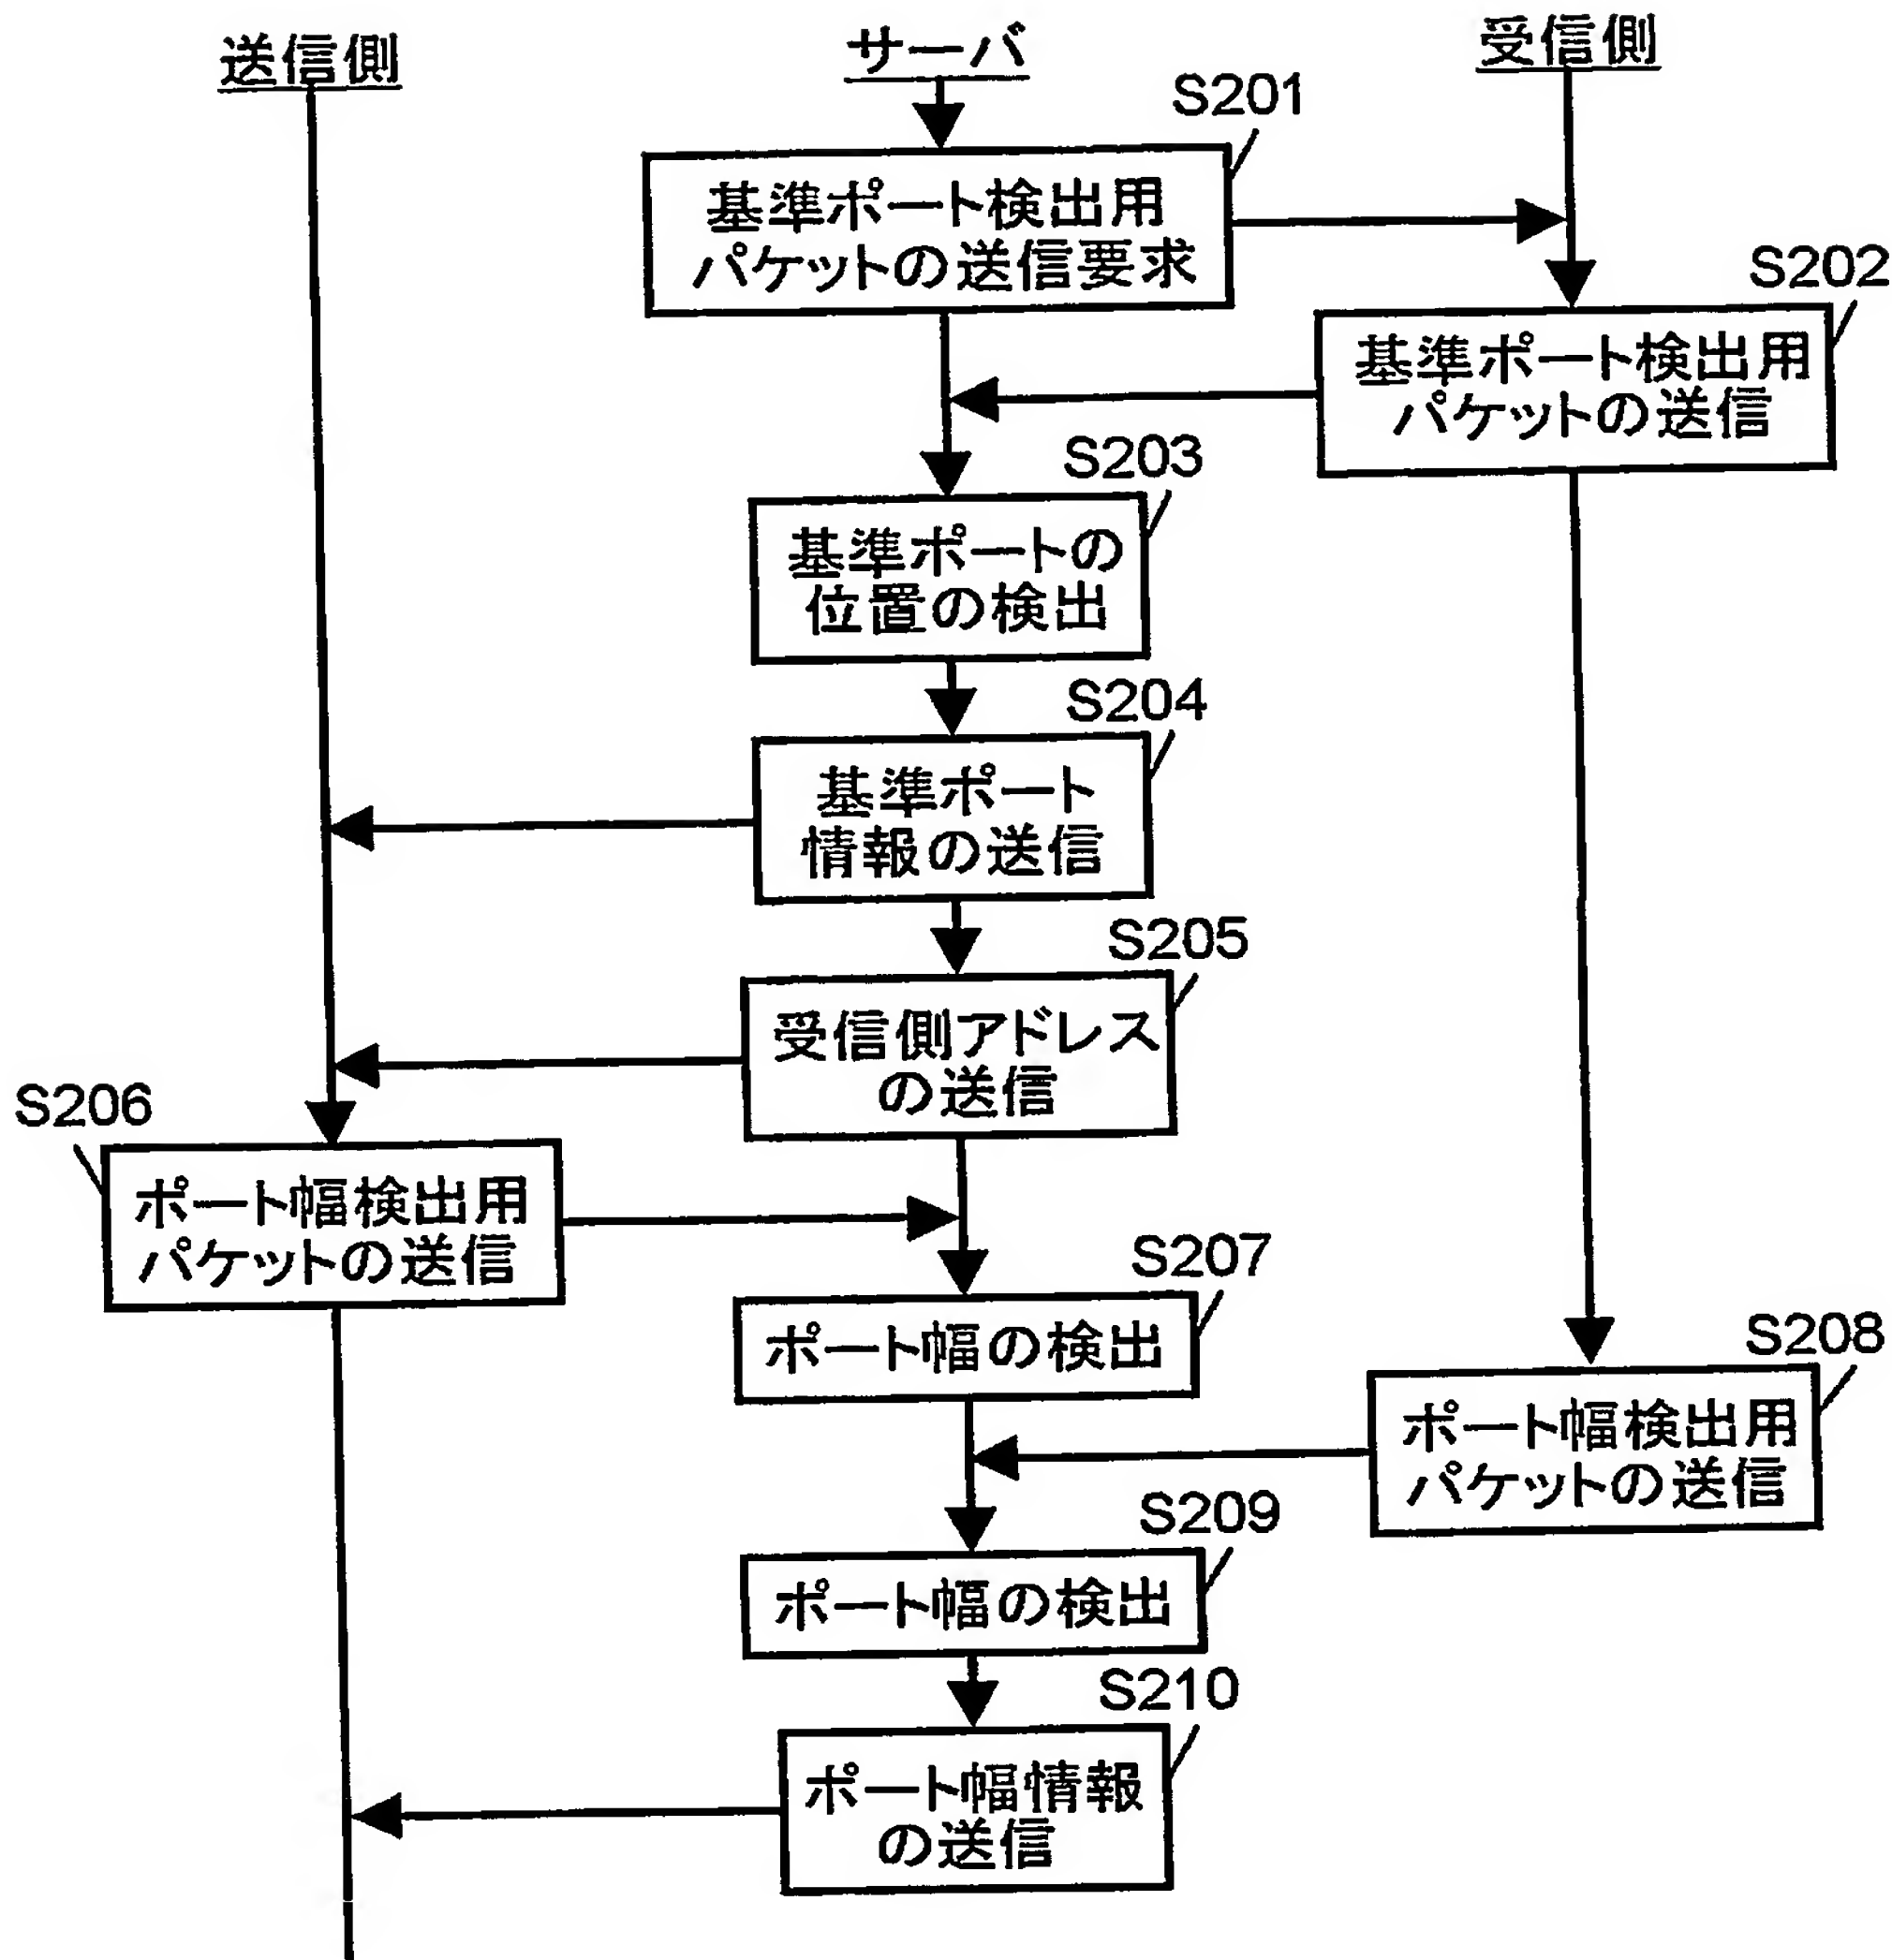 送信側
サーバ
受信側
S201
基準ポート検出用
パケットの送信要求
S202
基準ポート検出用
パケットの送信
S203
基準ポートの
位置の検出
S204
基準ポート
情報の送信
S205
受信側アドレス
の送信
S206
ポート幅検出用
パケットの送信
S207
ポート幅の検出
S208
ポート幅検出用
パケットの送信
S209
ポート幅の検出
S210
ポート幅情報
の送信